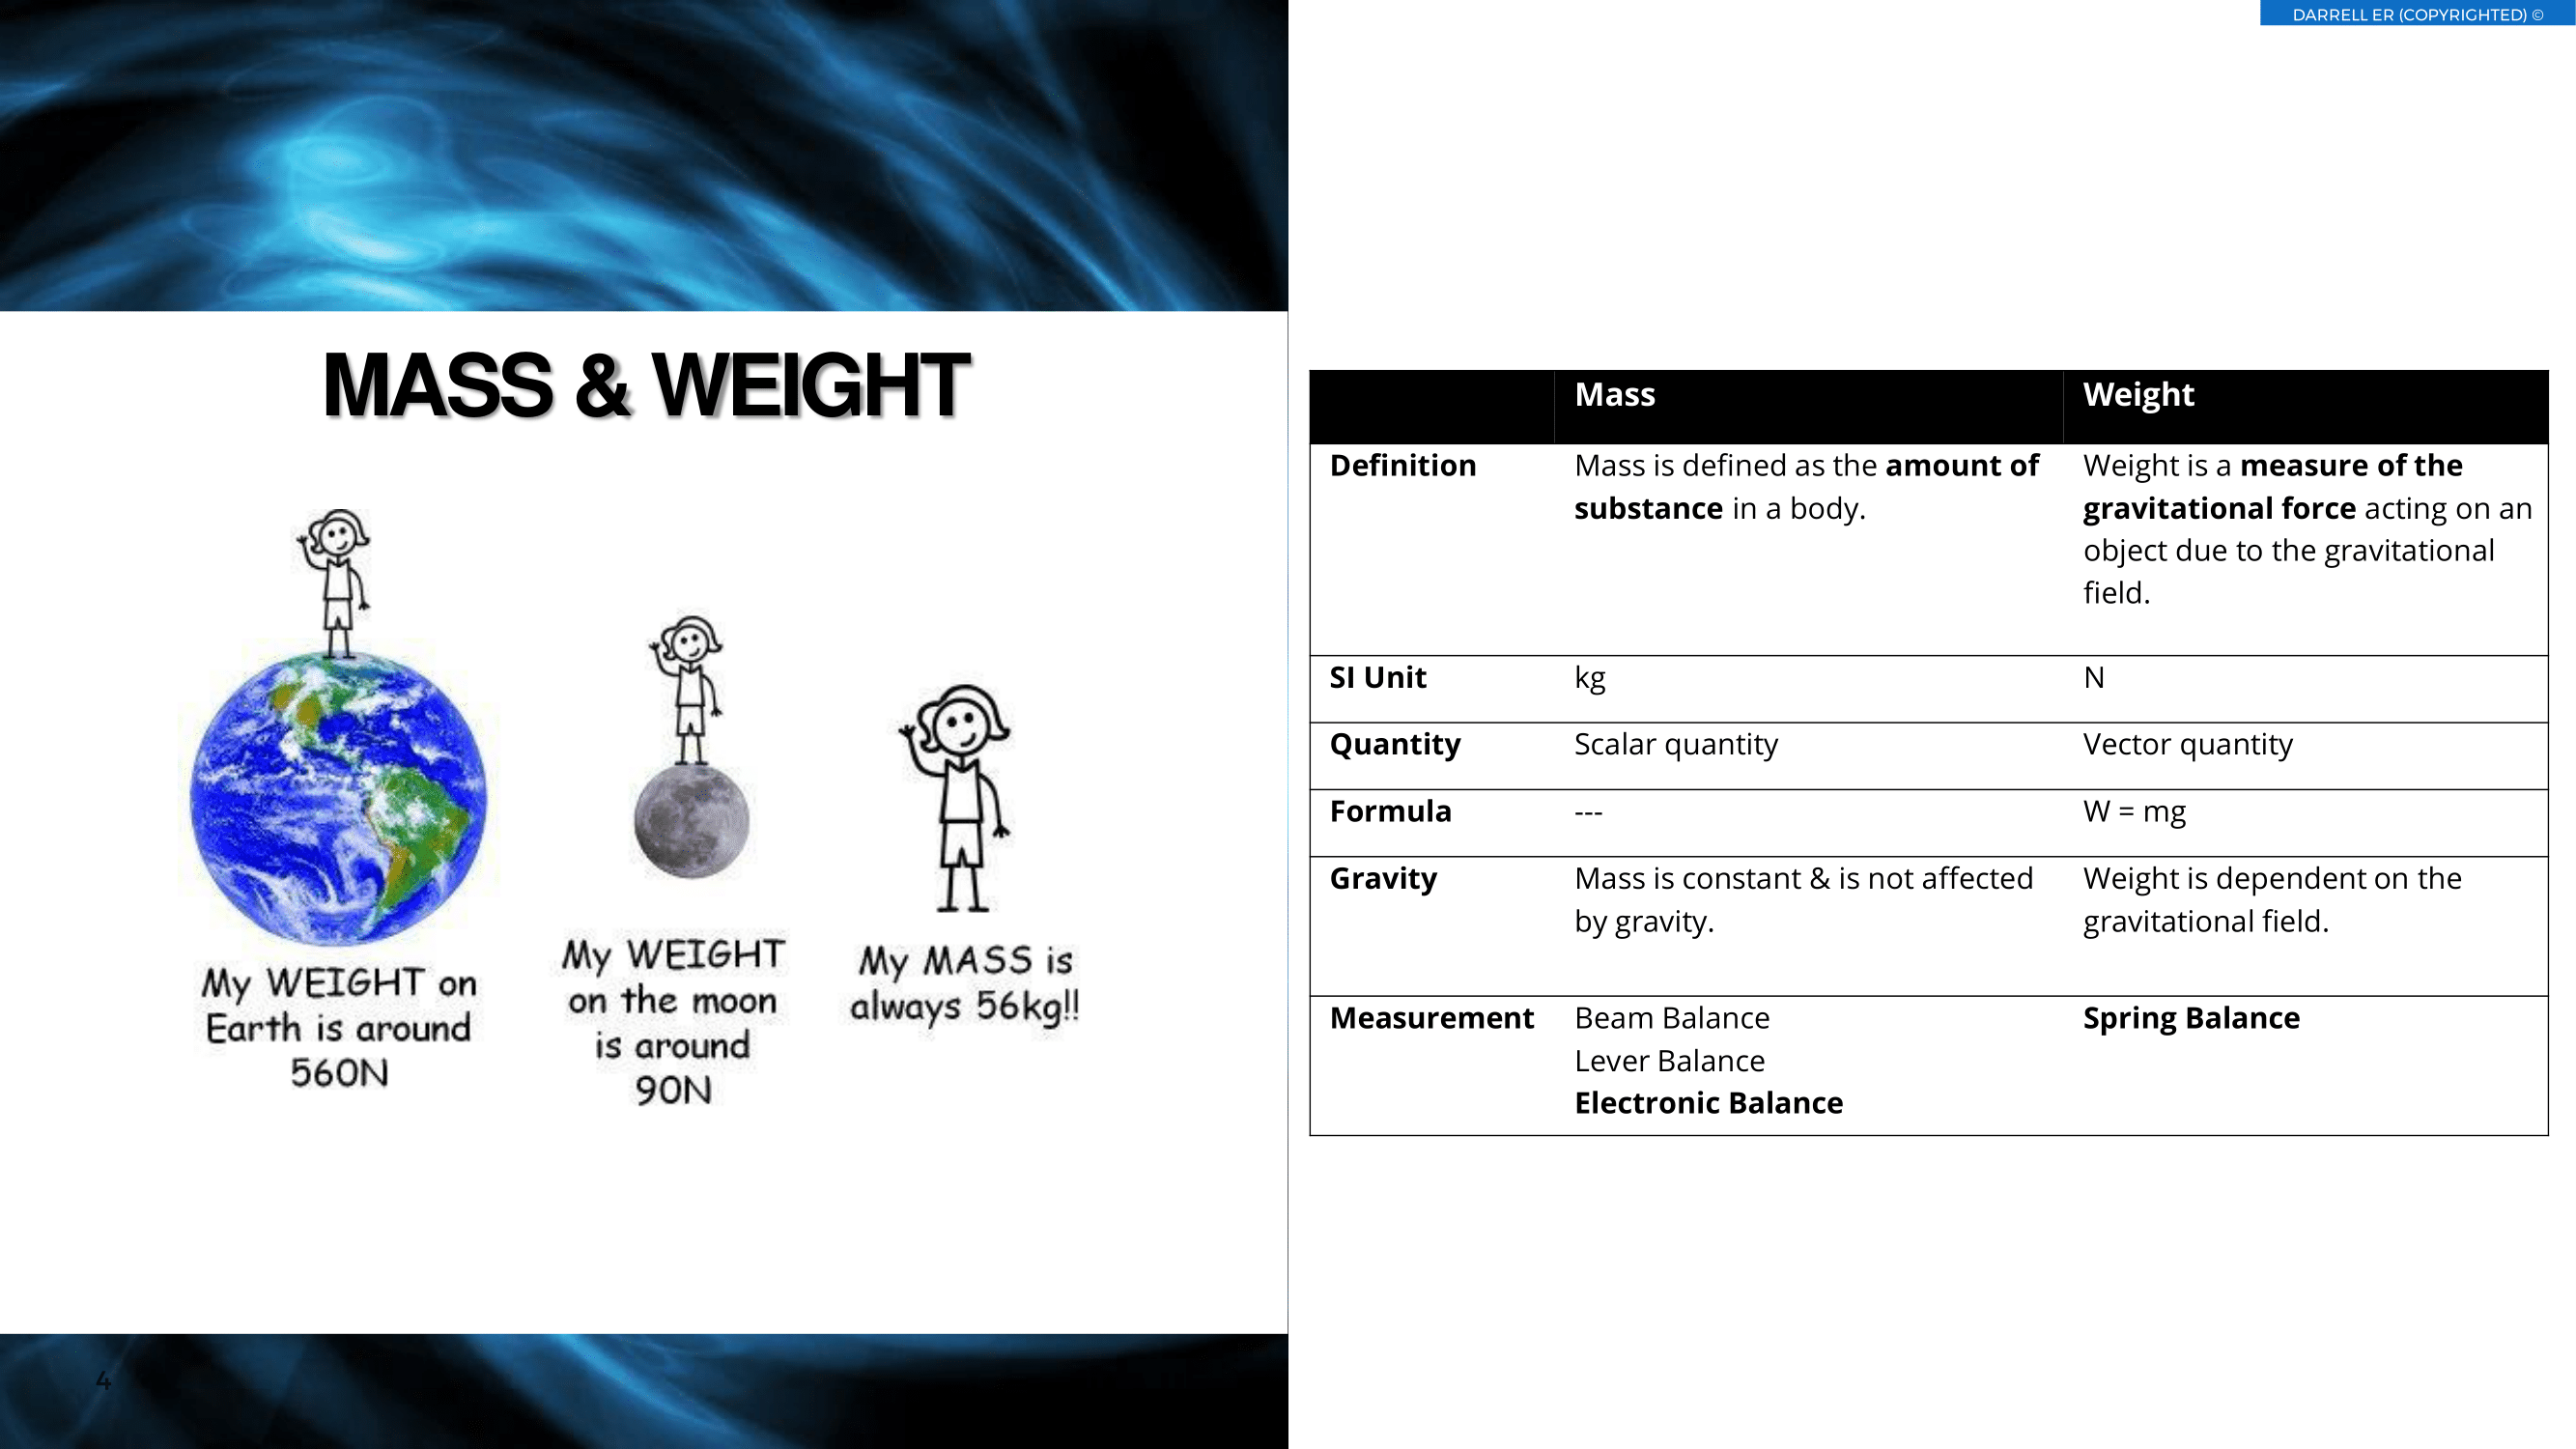 DARRELL ER (COPYRIGHTED) ©
MASS & WEIGHT
My WEIGHT on
Earth is around
560N
My WEIGHT
on the moon
is around
90N
My MASS is
always 56kg!!
4
Mass
Weight
Definition
Mass is defined as the amount of
substance in a body.
Weight is a measure of the
gravitational force acting on an
object due to the gravitational
field.
SI Unit
kg
N
Quantity
Scalar quantity
Vector quantity
Formula
---
W = mg
Gravity
Mass is constant & is not affected
by gravity.
Weight is dependent on the
gravitational field.
Measurement
Beam Balance
Lever Balance
Electronic Balance
Spring Balance